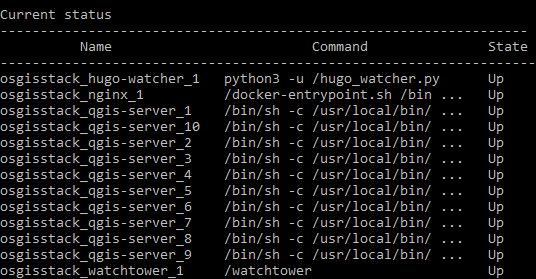 Current status
------------------------------------------------------------------
Name Command State
------------------------------------------------------------------
osgisstack_hugo-watcher_1 python3 -u /hugo_watcher.py Up
osgisstack_nginx_1 /docker-entrypoint.sh /bin ... Up
osgisstack_qgis-server_1 /bin/sh -c /usr/local/bin/ ... Up
osgisstack_qgis-server_10 /bin/sh -c /usr/local/bin/ ... Up
osgisstack_qgis-server_2 /bin/sh -c /usr/local/bin/ ... Up
osgisstack_qgis-server_3 /bin/sh -c /usr/local/bin/ ... Up
osgisstack_qgis-server_4 /bin/sh -c /usr/local/bin/ ... Up
osgisstack_qgis-server_5 /bin/sh -c /usr/local/bin/ ... Up
osgisstack_qgis-server_6 /bin/sh -c /usr/local/bin/ ... Up
osgisstack_qgis-server_7 /bin/sh -c /usr/local/bin/ ... Up
osgisstack_qgis-server_8 /bin/sh -c /usr/local/bin/ ... Up
osgisstack_qgis-server_9 /bin/sh -c /usr/local/bin/ ... Up
osgisstack_watchtower_1 /watchtower Up